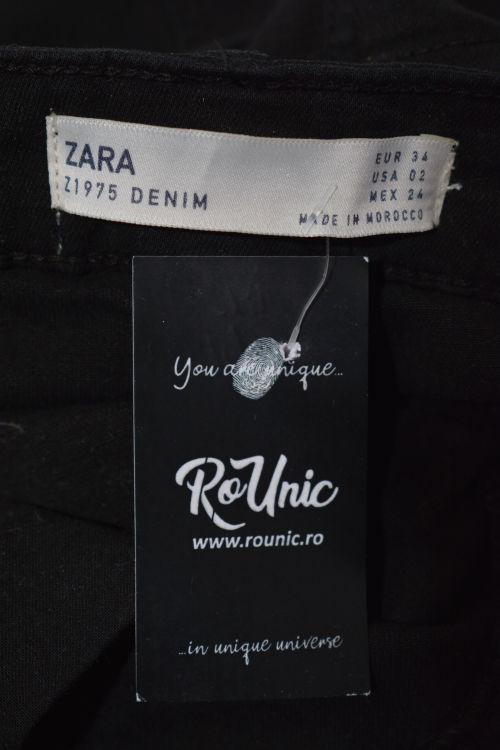 ZARA
Z1975 DENIM
EUR 34
USA 02
MEX 24
MADE IN MOROCCO
You are unique...
RoUnic
www.rounic.ro
...in unique universe